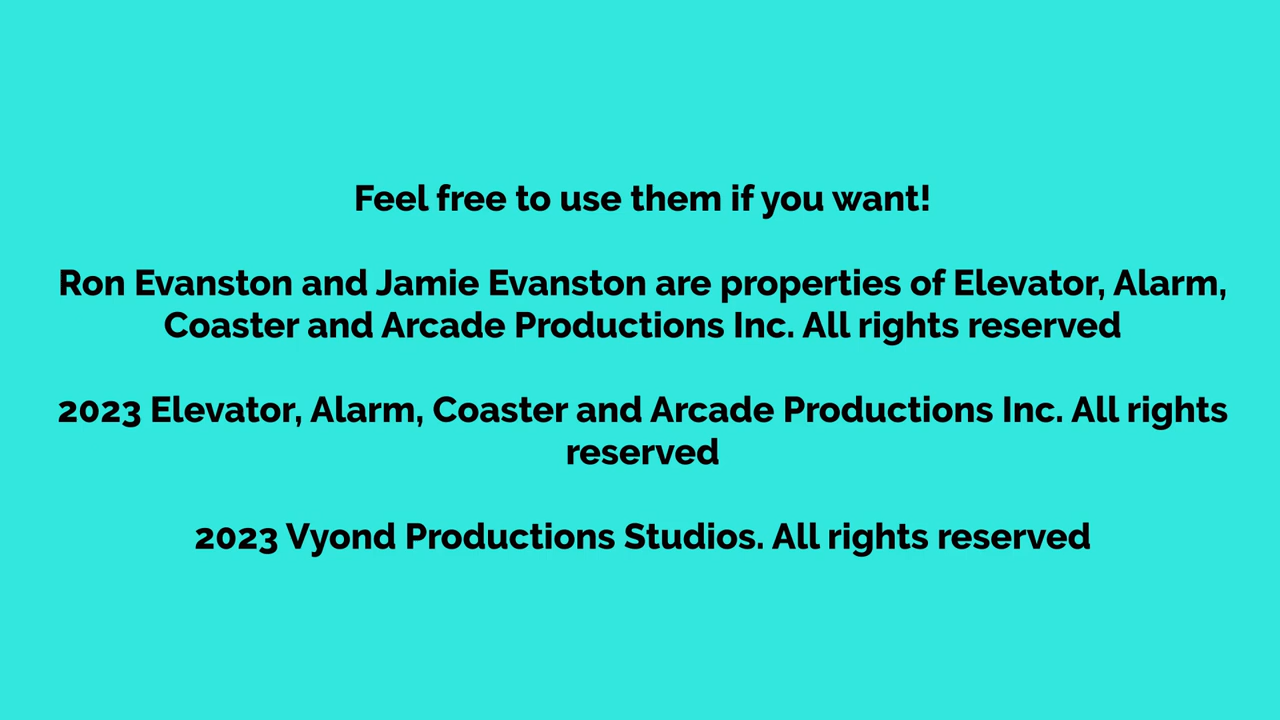 Feel free to use them if you want!
Ron Evanston and Jamie Evanston are properties of Elevator, Alarm,
Coaster and Arcade Productions Inc. All rights reserved
2023 Elevator, Alarm, Coaster and Arcade Productions Inc. All rights
reserved
2023 Vyond Productions Studios. All rights reserved